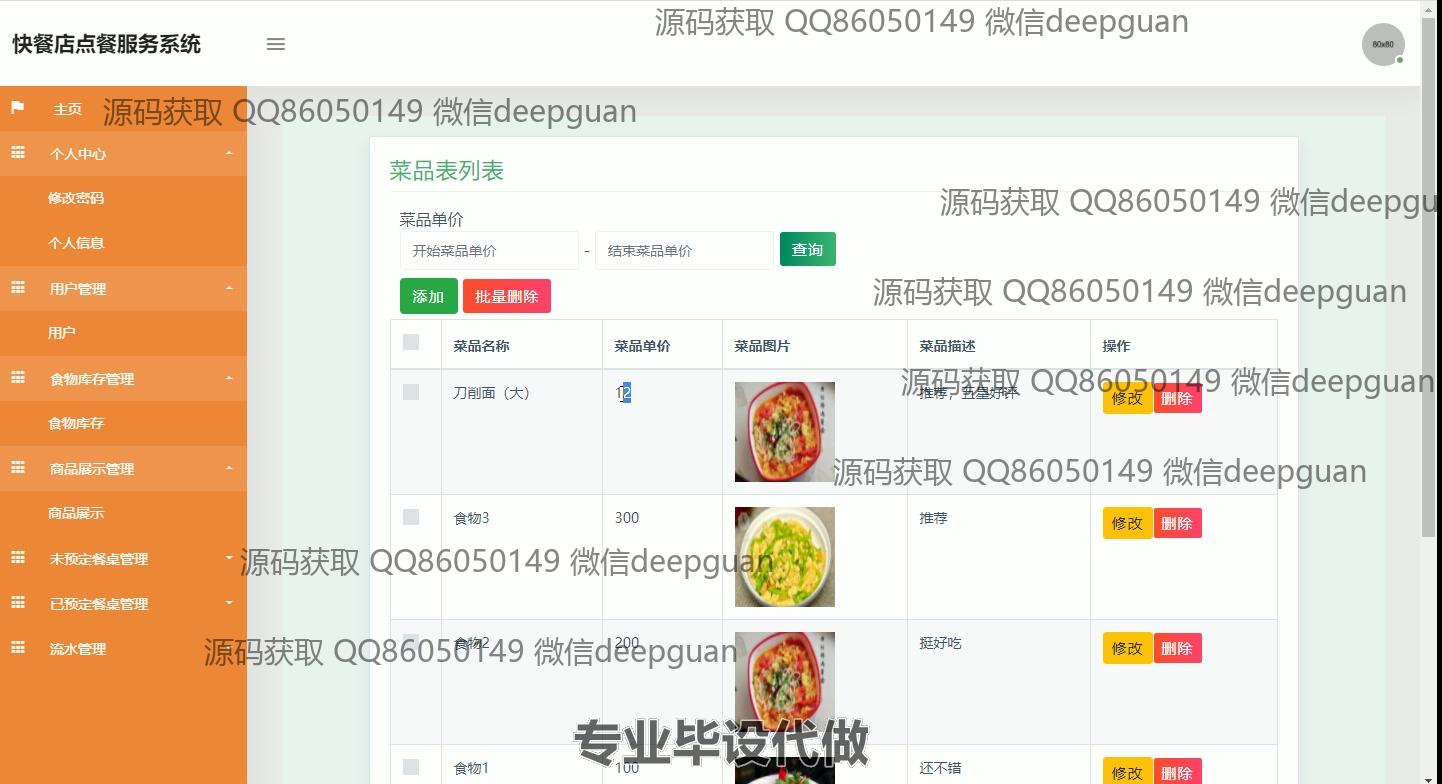 源码获取 QQ86050149 微信deepguan
快餐店点餐服务系统
80x80
主页
源码获取 QQ86050149 微信deepguan
个人中心
修改密码
个人信息
用户管理
用户
食物库存管理
食物库存
商品展示管理
商品展示
未预定餐桌管理
已预定餐桌管理
流水管理
菜品表列表
源码获取 QQ86050149 微信deepgu
菜品单价
开始菜品单价 - 结束菜品单价 查询
源码获取 QQ86050149 微信deepguan
添加 批量删除
菜品名称 菜品单价 菜品图片 菜品描述 操作
源码获取 QQ86050149 微信deepguan
刀削面（大） 12 推荐，五星好评 修改 删除
源码获取 QQ86050149 微信deepguan
食物3 300 推荐 修改 删除
源码获取 QQ86050149 微信deepguan
食物2 200 挺好吃 修改 删除
源码获取 QQ86050149 微信deepguan
专业毕设代做
食物1 100 还不错 修改 删除